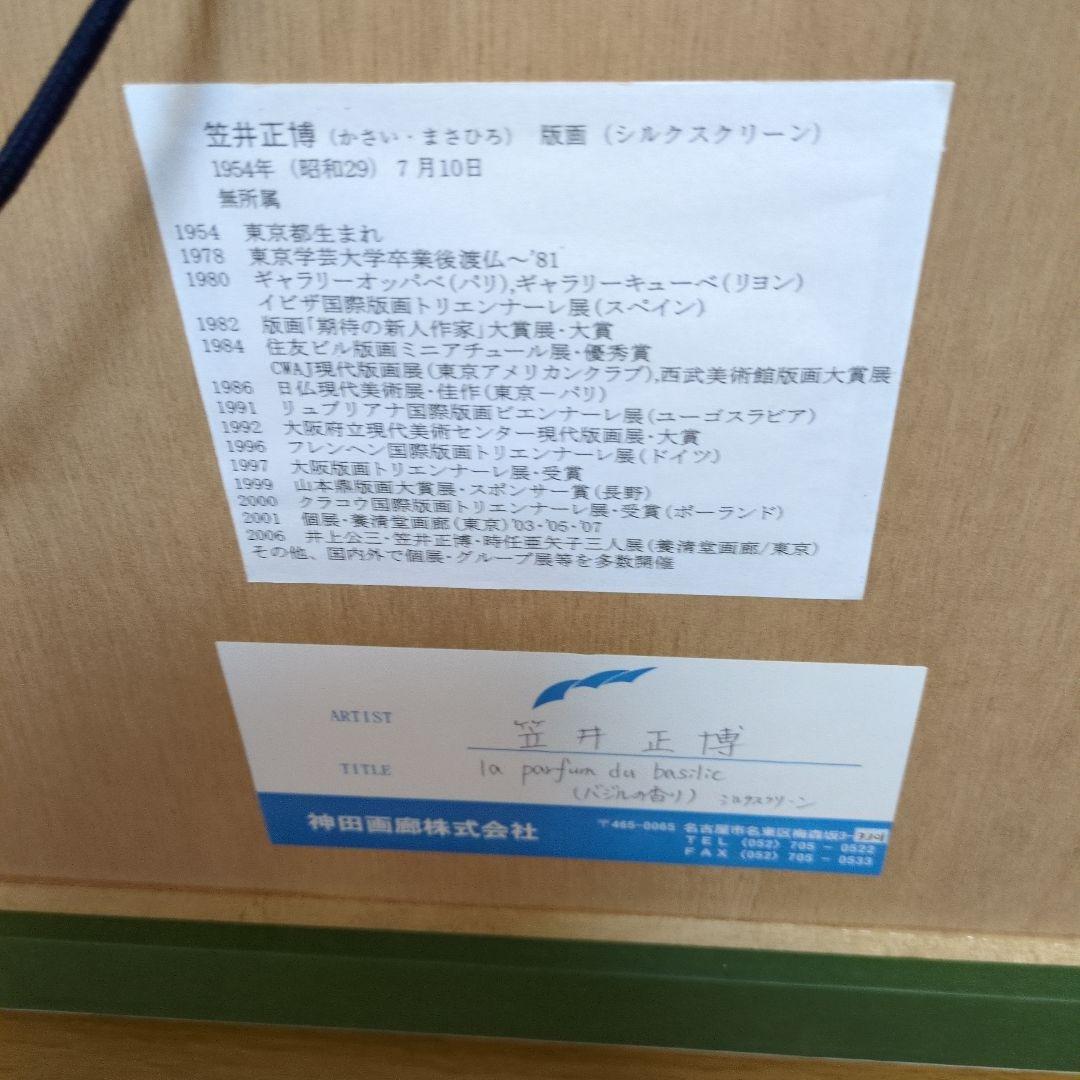 笠井正博（かさい・まさひろ） 版画（シルクスクリーン）
1954年（昭和29）7月10日
無所属
1954 東京都生まれ
1978 東京学芸大学卒業後渡仏～'81
1980 ギャラリーオッパベ(パリ),ギャラリーキューベ(リヨン)
イビザ国際版画トリエンナーレ展(スペイン)
1982 版画「期待の新人作家」大賞展・大賞
1984 住友ビル版画ミニアチュール展・優秀賞
CWAJ現代版画展(東京アメリカンクラブ),西武美術館版画大賞展
1986 日仏現代美術展・佳作(東京－パリ)
1991 リュブリアナ国際版画ビエンナーレ展(ユーゴスラビア)
1992 大阪府立現代美術センター現代版画展・大賞
1996 フレンヘン国際版画トリエンナーレ展(ドイツ)
1997 大阪版画トリエンナーレ展・受賞
1999 山本鼎版画大賞展・スポンサー賞(長野)
2000 クラコウ国際版画トリエンナーレ展・受賞(ポーランド)
2001 個展・養清堂画廊(東京)'03・'05・'07
2006 井上公三・笠井正博・時任亜矢子三人展(養清堂画廊/東京)
その他、国内外で個展・グループ展等を多数開催
ARTIST 笠井正博
TITLE la parfum du basilic
(バジルの香り) シルクスクリーン
神田画廊株式会社
〒465-0065 名古屋市名東区梅森坂3-
TEL (052) 705-0522
FAX (052) 705-0533